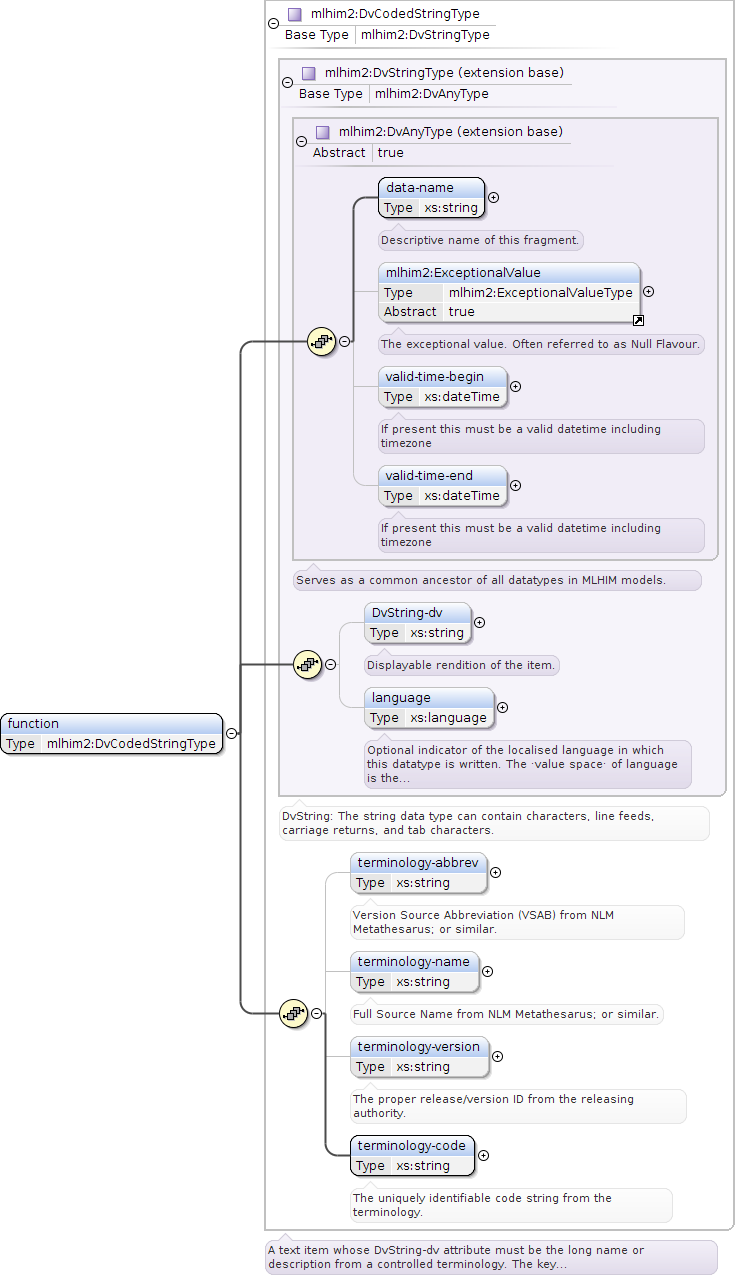 mlhim2:DvCodedStringType
Base Type mlhim2:DvStringType
mlhim2:DvStringType (extension base)
Base Type mlhim2:DvAnyType
mlhim2:DvAnyType (extension base)
Abstract true
data-name
Type xs:string
Descriptive name of this fragment.
mlhim2:ExceptionalValue
Type mlhim2:ExceptionalValueType
Abstract true
The exceptional value. Often referred to as Null Flavour.
valid-time-begin
Type xs:dateTime
If present this must be a valid datetime including
timezone
valid-time-end
Type xs:dateTime
If present this must be a valid datetime including
timezone
Serves as a common ancestor of all datatypes in MLHIM models.
DvString-dv
Type xs:string
Displayable rendition of the item.
language
Type xs:language
Optional indicator of the localised language in which
this datatype is written. The ·value space· of language
is the...
function
Type mlhim2:DvCodedStringType
DvString: The string data type can contain characters, line feeds,
carriage returns, and tab characters.
terminology-abbrev
Type xs:string
Version Source Abbreviation (VSAB) from NLM
Metathesarus; or similar.
terminology-name
Type xs:string
Full Source Name from NLM Metathesarus; or similar.
terminology-version
Type xs:string
The proper release/version ID from the releasing
authority.
terminology-code
Type xs:string
The uniquely identifiable code string from the
terminology.
A text item whose DvString-dv attribute must be the long name or
description from a controlled terminology. The key...